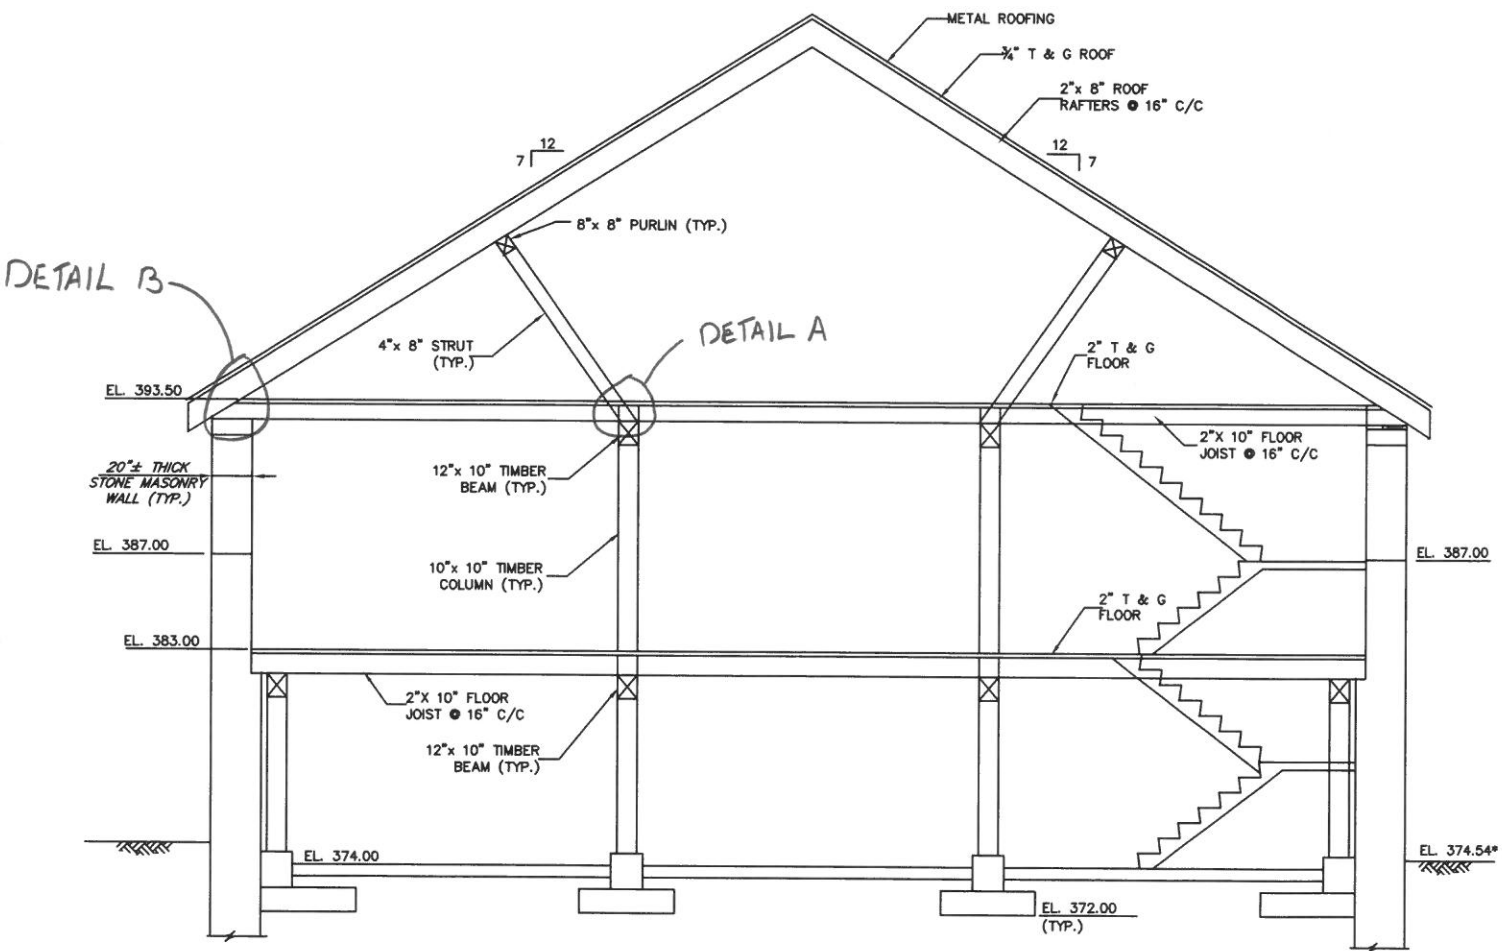 METAL ROOFING
¾" T & G ROOF
2"x 8" ROOF
RAFTERS @ 16" C/C
12
7
12
7
8"x 8" PURLIN (TYP.)
DETAIL B
DETAIL A
4"x 8" STRUT
(TYP.)
2" T & G
FLOOR
EL. 393.50
2"X 10" FLOOR
JOIST @ 16" C/C
12"x 10" TIMBER
BEAM (TYP.)
20"± THICK
STONE MASONRY
WALL (TYP.)
EL. 387.00
EL. 387.00
10"x 10" TIMBER
COLUMN (TYP.)
2" T & G
FLOOR
EL. 383.00
2"X 10" FLOOR
JOIST @ 16" C/C
12"x 10" TIMBER
BEAM (TYP.)
EL. 374.00
EL. 374.54*
EL. 372.00
(TYP.)